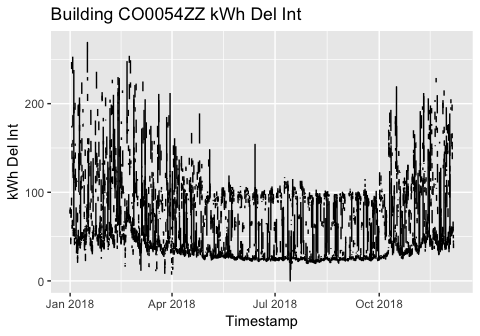 Building CO0054ZZ kWh Del Int
200
100
0
kWh Del Int
Jan 2018 Apr 2018 Jul 2018 Oct 2018
Timestamp